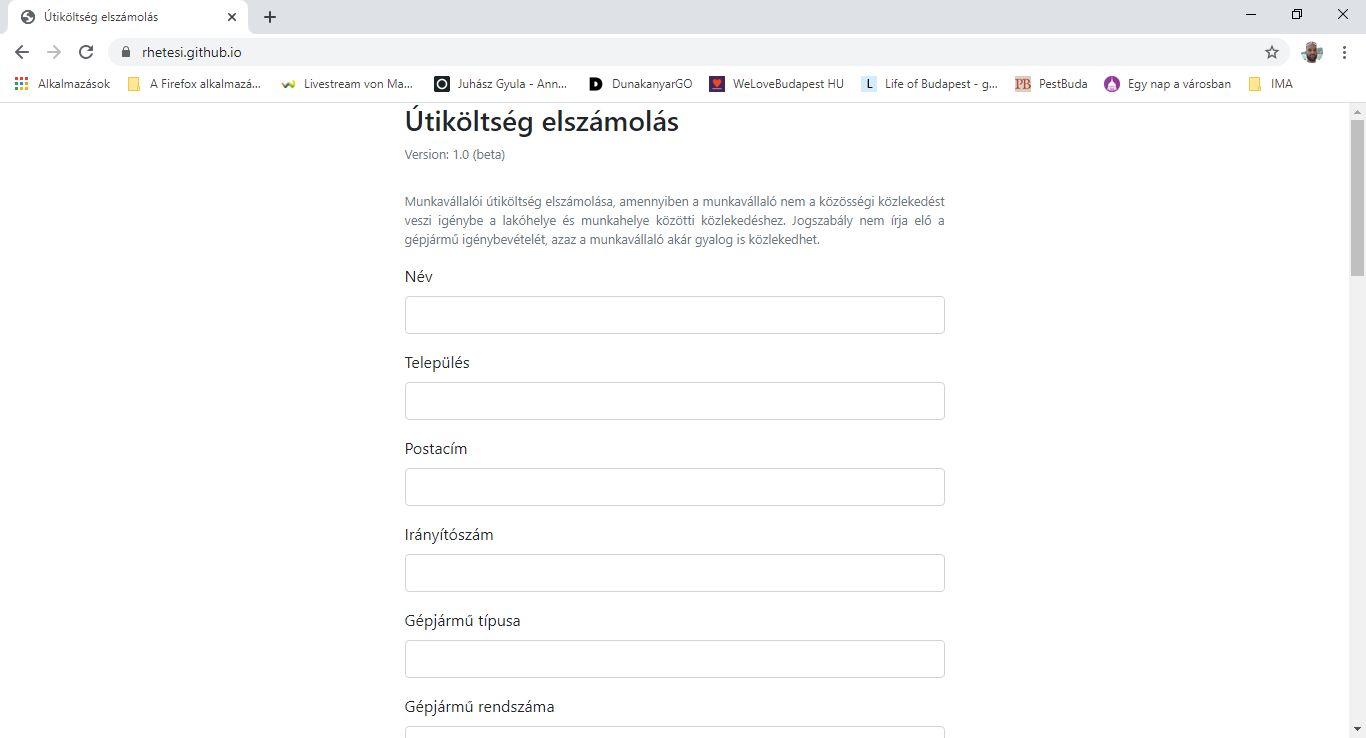 Útiköltség elszámolás
rhetesi.github.io
Alkalmazások A Firefox alkalmazá... Livestream von Ma... Juhász Gyula - Ann... DunakanyarGO WeLoveBudapest HU Life of Budapest - g... PestBuda Egy nap a városban IMA
Útiköltség elszámolás
Version: 1.0 (beta)
Munkavállalói útiköltség elszámolása, amennyiben a munkavállaló nem a közösségi közlekedést
veszi igénybe a lakóhelye és munkahelye közötti közlekedéshez. Jogszabály nem írja elő a
gépjármű igénybevételét, azaz a munkavállaló akár gyalog is közlekedhet.
Név
Település
Postacím
Irányítószám
Gépjármű típusa
Gépjármű rendszáma